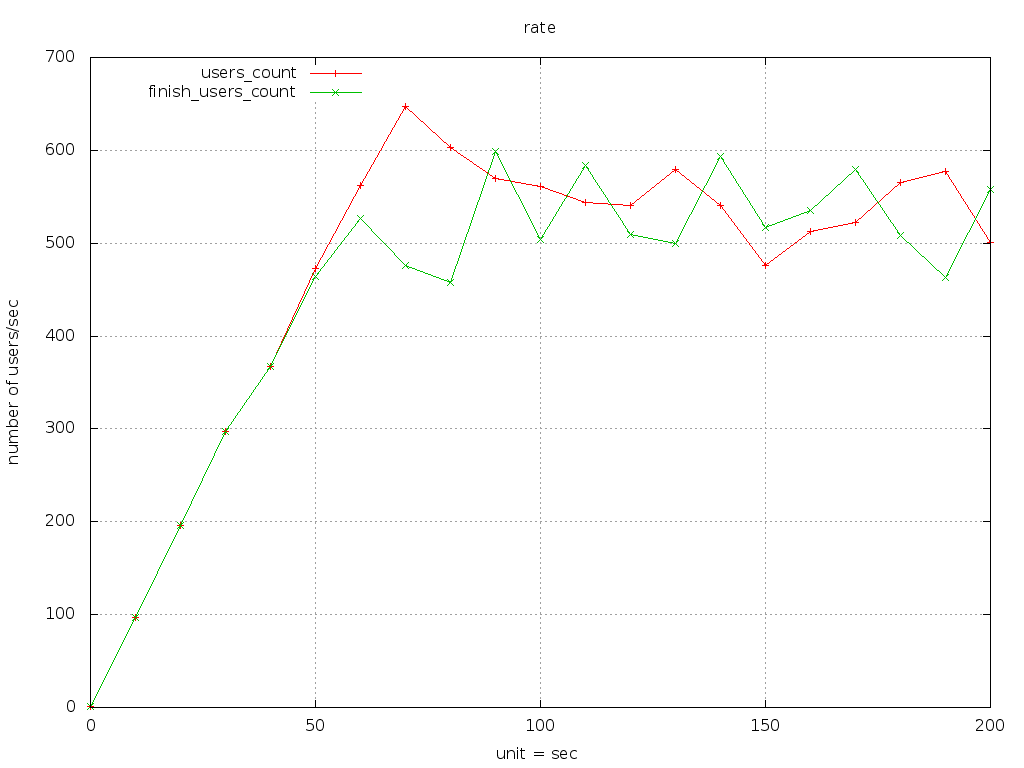 rate
700
600
500
400
300
200
100
0
number of users/sec
users_count
finish_users_count
0 50 100 150 200
unit = sec